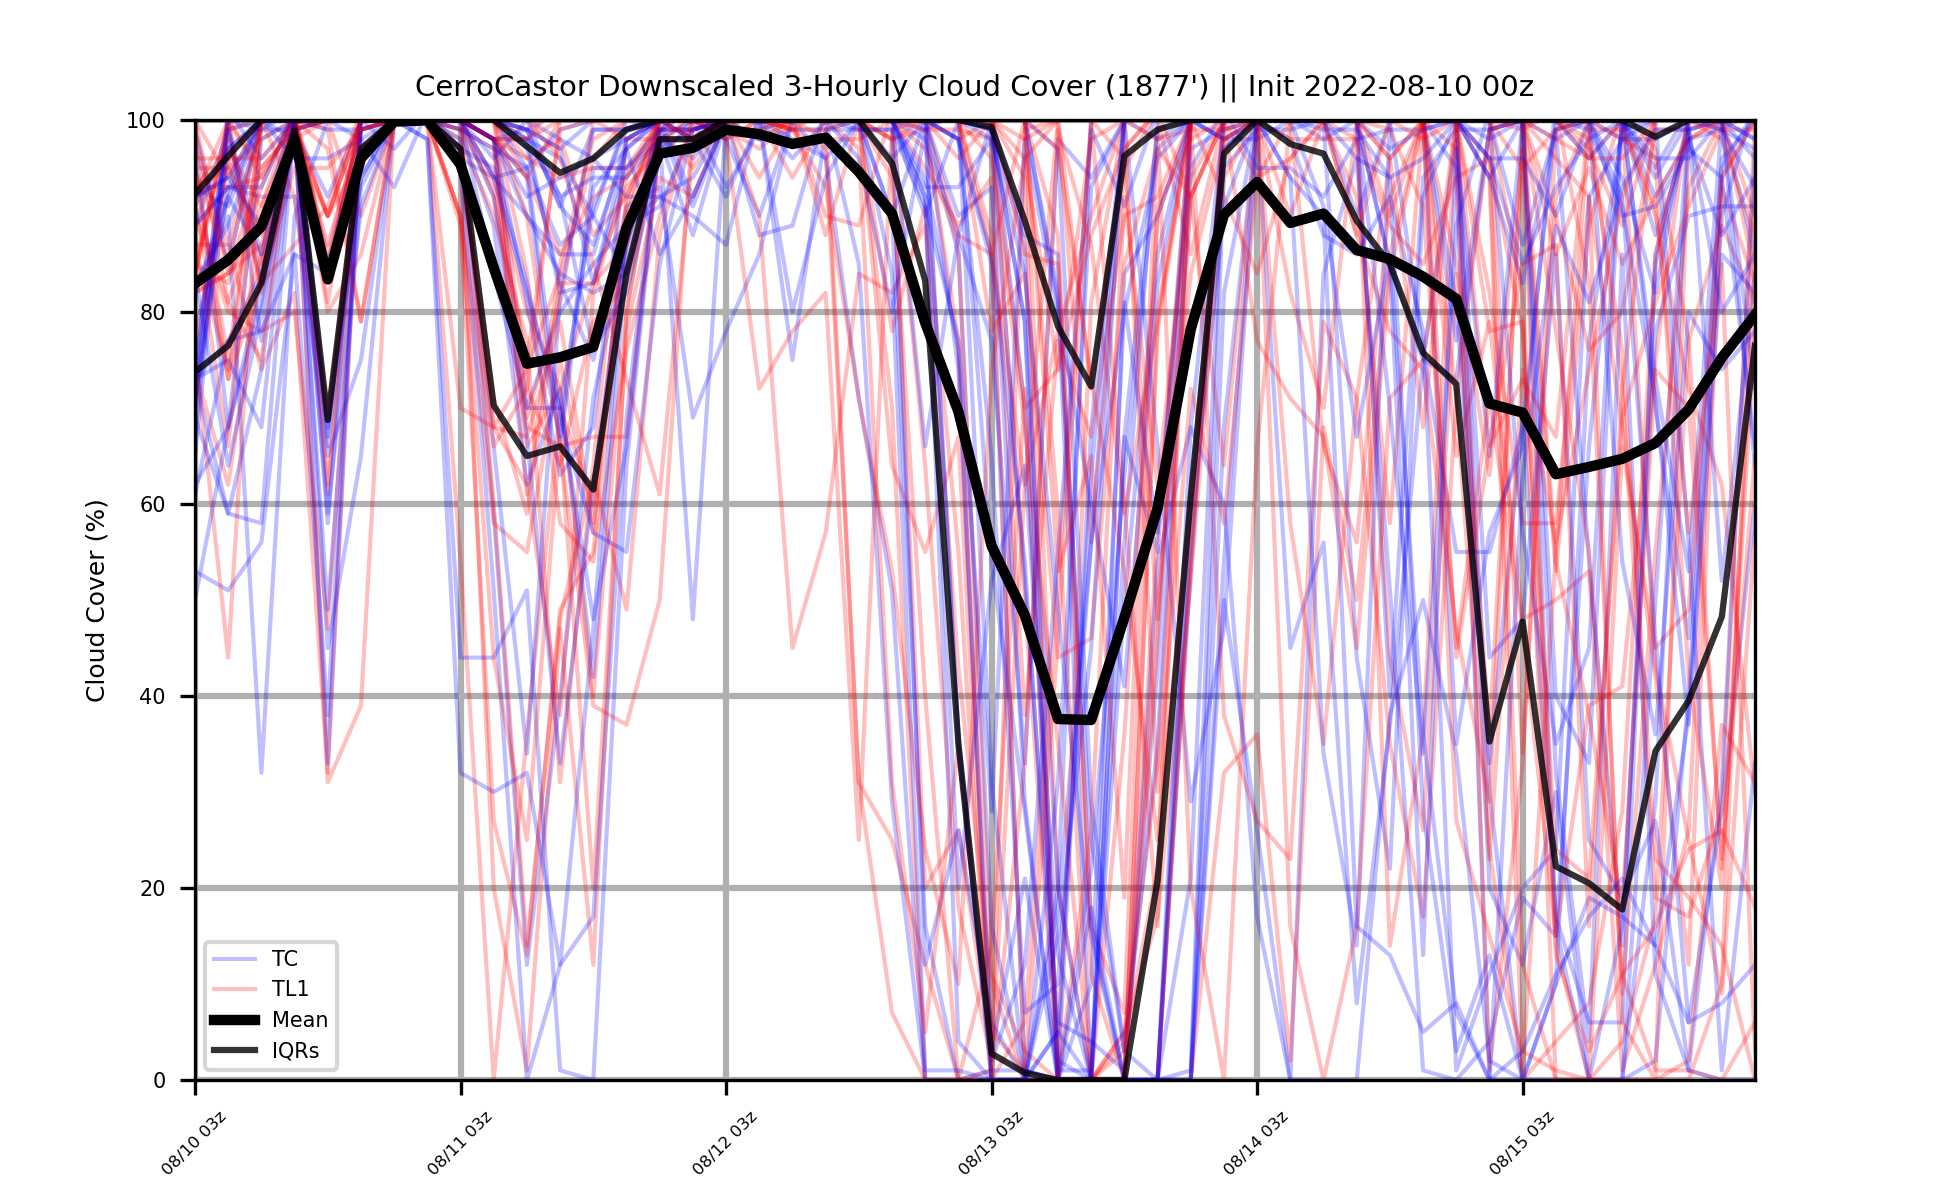 CerroCastor Downscaled 3-Hourly Cloud Cover (1877') || Init 2022-08-10 00z
Cloud Cover (%)
100
80
60
40
20
0
TC
TL1
Mean
IQRs
08/10 03z
08/11 03z
08/12 03z
08/13 03z
08/14 03z
08/15 03z